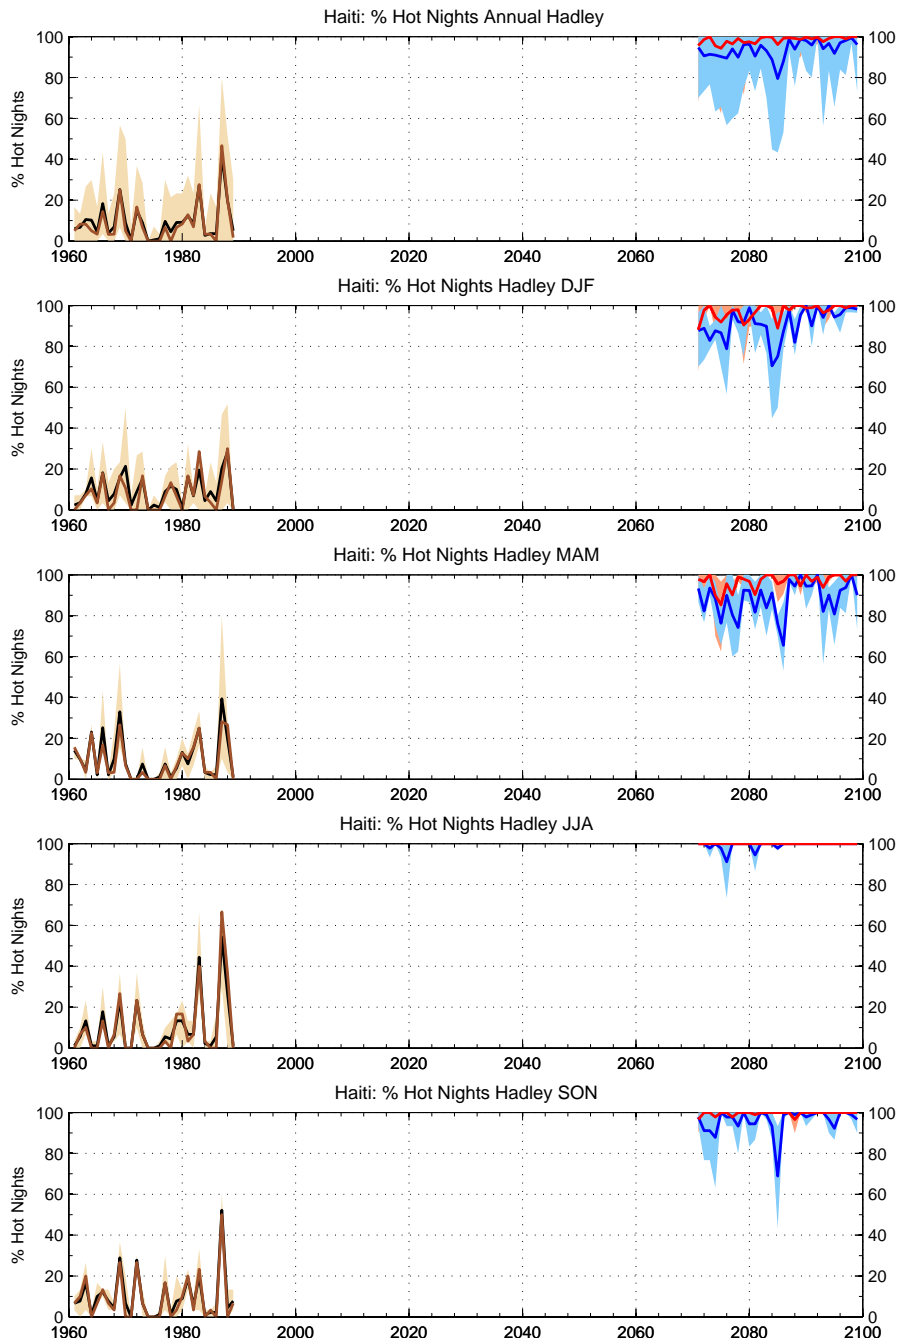 Haiti: % Hot Nights Annual Hadley
100 100
80 80
60 60
40 40
20 20
0 0
% Hot Nights
1960 1980 2000 2020 2040 2060 2080 2100
Haiti: % Hot Nights Hadley DJF
100 100
80 80
60 60
40 40
20 20
0 0
% Hot Nights
1960 1980 2000 2020 2040 2060 2080 2100
Haiti: % Hot Nights Hadley MAM
100 100
80 80
60 60
40 40
20 20
0 0
% Hot Nights
1960 1980 2000 2020 2040 2060 2080 2100
Haiti: % Hot Nights Hadley JJA
100 100
80 80
60 60
40 40
20 20
0 0
% Hot Nights
1960 1980 2000 2020 2040 2060 2080 2100
Haiti: % Hot Nights Hadley SON
100 100
80 80
60 60
40 40
20 20
0 0
% Hot Nights
1960 1980 2000 2020 2040 2060 2080 2100